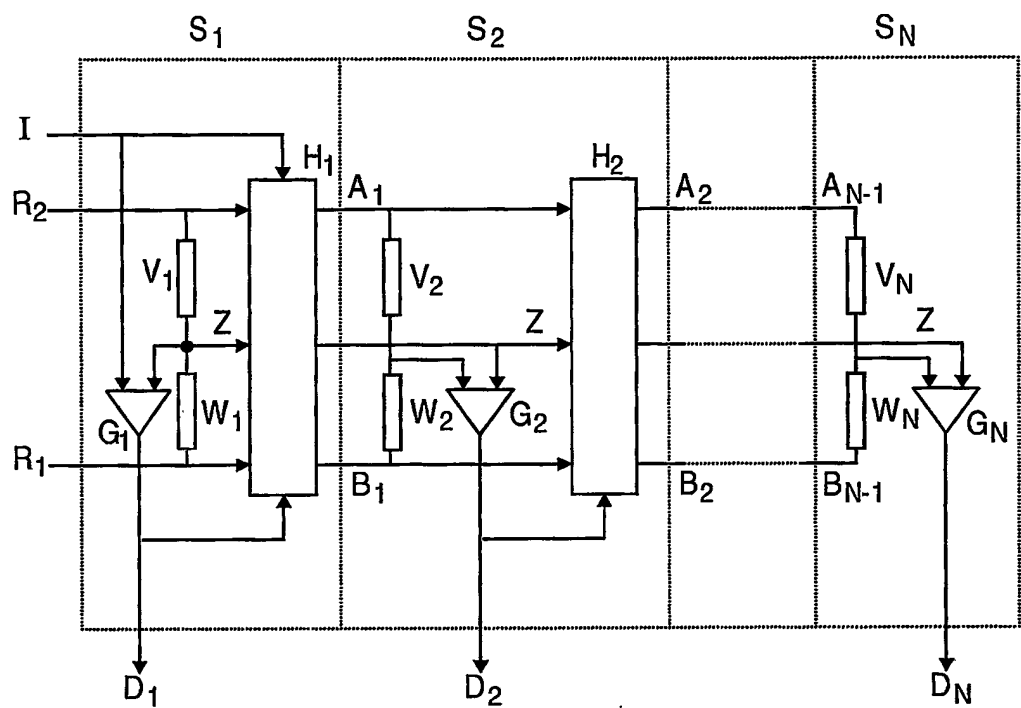 S1 S2 SN
I
H1 H2
A1 A2 AN-1
R2
V1 V2 VN
Z Z Z
W1 W2 WN
G1 G2 GN
R1
B1 B2 BN-1
D1 D2 DN